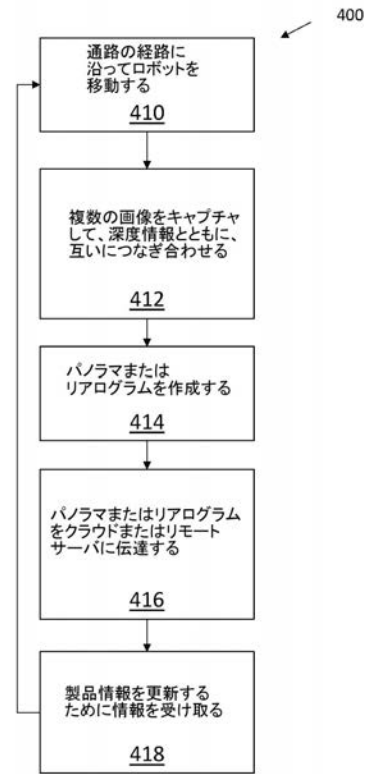 400
通路の経路に
沿ってロボットを
移動する
410
複数の画像をキャプチャ
して、深度情報とともに、
互いにつなぎ合わせる
412
パノラマまたは
リアログラムを作成する
414
パノラマまたはリアログラム
をクラウドまたはリモート
サーバに伝達する
416
製品情報を更新する
ために情報を受け取る
418